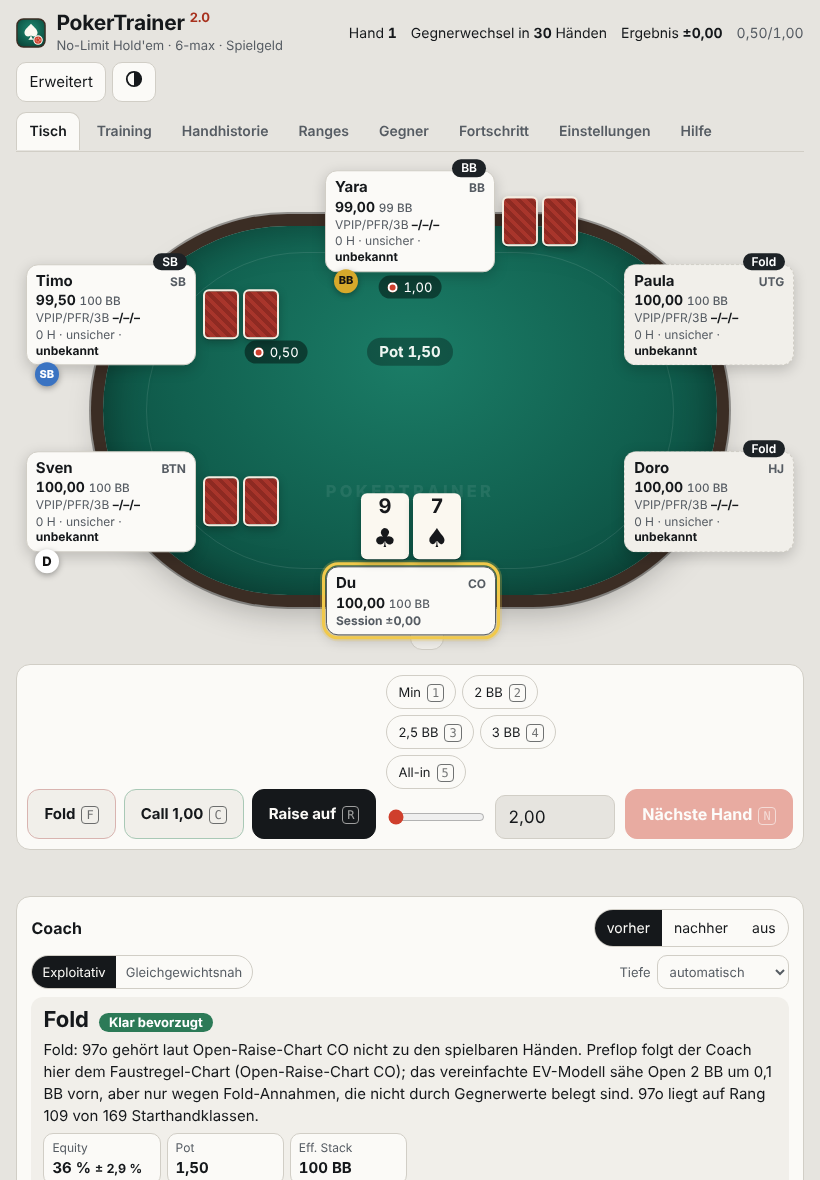 PokerTrainer 2.0
No-Limit Hold'em · 6-max · Spielgeld
Hand 1 Gegnerwechsel in 30 Händen Ergebnis ±0,00 0,50/1,00
Erweitert
Tisch Training Handhistorie Ranges Gegner Fortschritt Einstellungen Hilfe
BB
Yara BB
99,00 99 BB
VPIP/PFR/3B –/–/–
0 H · unsicher ·
unbekannt
BB
1,00
SB
Timo SB
99,50 100 BB
VPIP/PFR/3B –/–/–
0 H · unsicher ·
unbekannt
SB
0,50
Pot 1,50
Fold
Paula UTG
100,00 100 BB
VPIP/PFR/3B –/–/–
0 H · unsicher ·
unbekannt
Sven BTN
100,00 100 BB
VPIP/PFR/3B –/–/–
0 H · unsicher ·
unbekannt
D
Fold
Doro HJ
100,00 100 BB
VPIP/PFR/3B –/–/–
0 H · unsicher ·
unbekannt
POKERTRAINER
9 7
♣ ♠
Du CO
100,00 100 BB
Session ±0,00
Min 1 2 BB 2
2,5 BB 3 3 BB 4
All-in 5
Fold F Call 1,00 C Raise auf R 2,00 Nächste Hand N
Coach vorher nachher aus
Exploitativ Gleichgewichtsnah Tiefe automatisch
Fold Klar bevorzugt
Fold: 97o gehört laut Open-Raise-Chart CO nicht zu den spielbaren Händen. Preflop folgt der Coach
hier dem Faustregel-Chart (Open-Raise-Chart CO); das vereinfachte EV-Modell sähe Open 2 BB um 0,1
BB vorn, aber nur wegen Fold-Annahmen, die nicht durch Gegnerwerte belegt sind. 97o liegt auf Rang
109 von 169 Starthandklassen.
Equity Pot Eff. Stack
36 % ± 2,9 % 1,50 100 BB